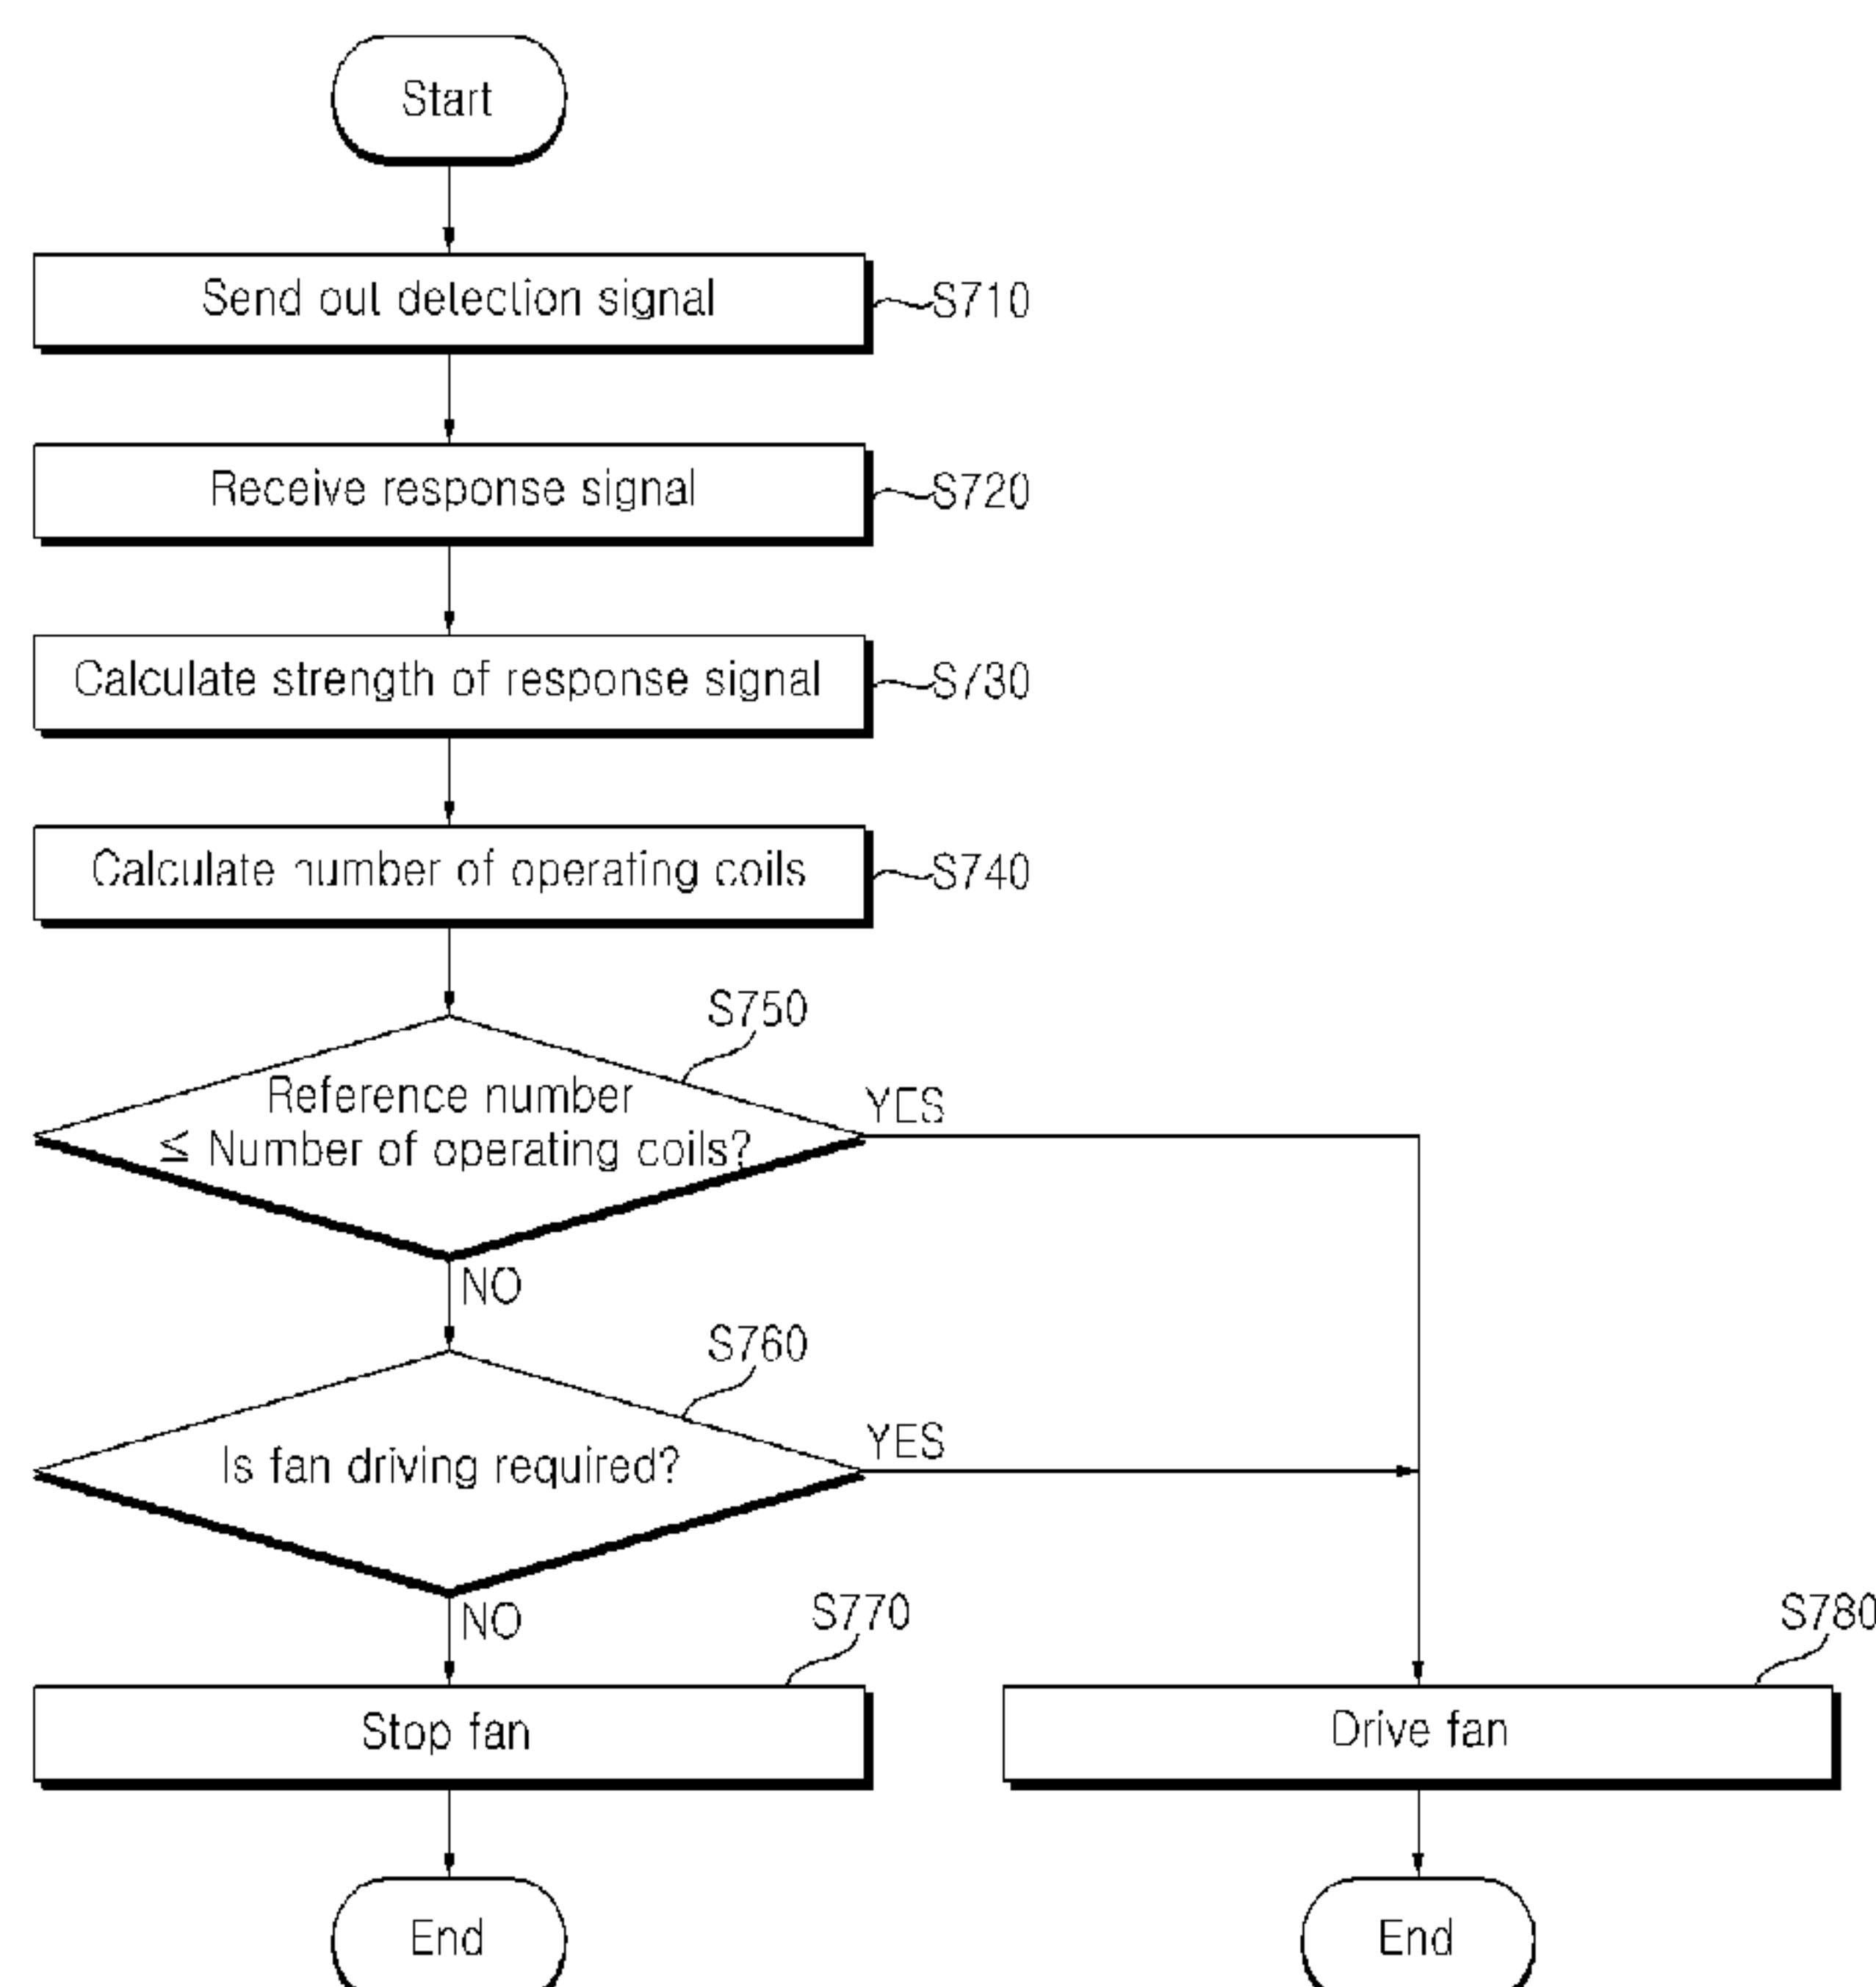 Start
Send out detection signal
S710
Receive response signal
S720
Calculate strength of response signal
S730
Calculate number of operating coils
S740
S750
Reference number
≤ Number of operating coils?
YES
NO
S760
Is fan driving required?
YES
NO
S770
Stop fan
S780
Drive fan
End
End